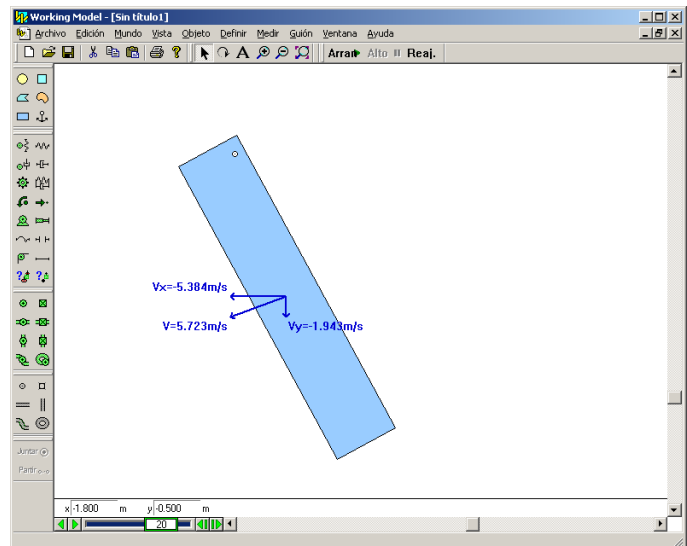 Working Model - [Sin título1]
Archivo Edición Mundo Vista Objeto Definir Medir Guión Ventana Ayuda
A Arran Alto Reaj.
Vx=-5.384m/s
V=5.723m/s
Vy=-1.943m/s
Juntar
Partir
x -1.800 m y -0.500 m
20